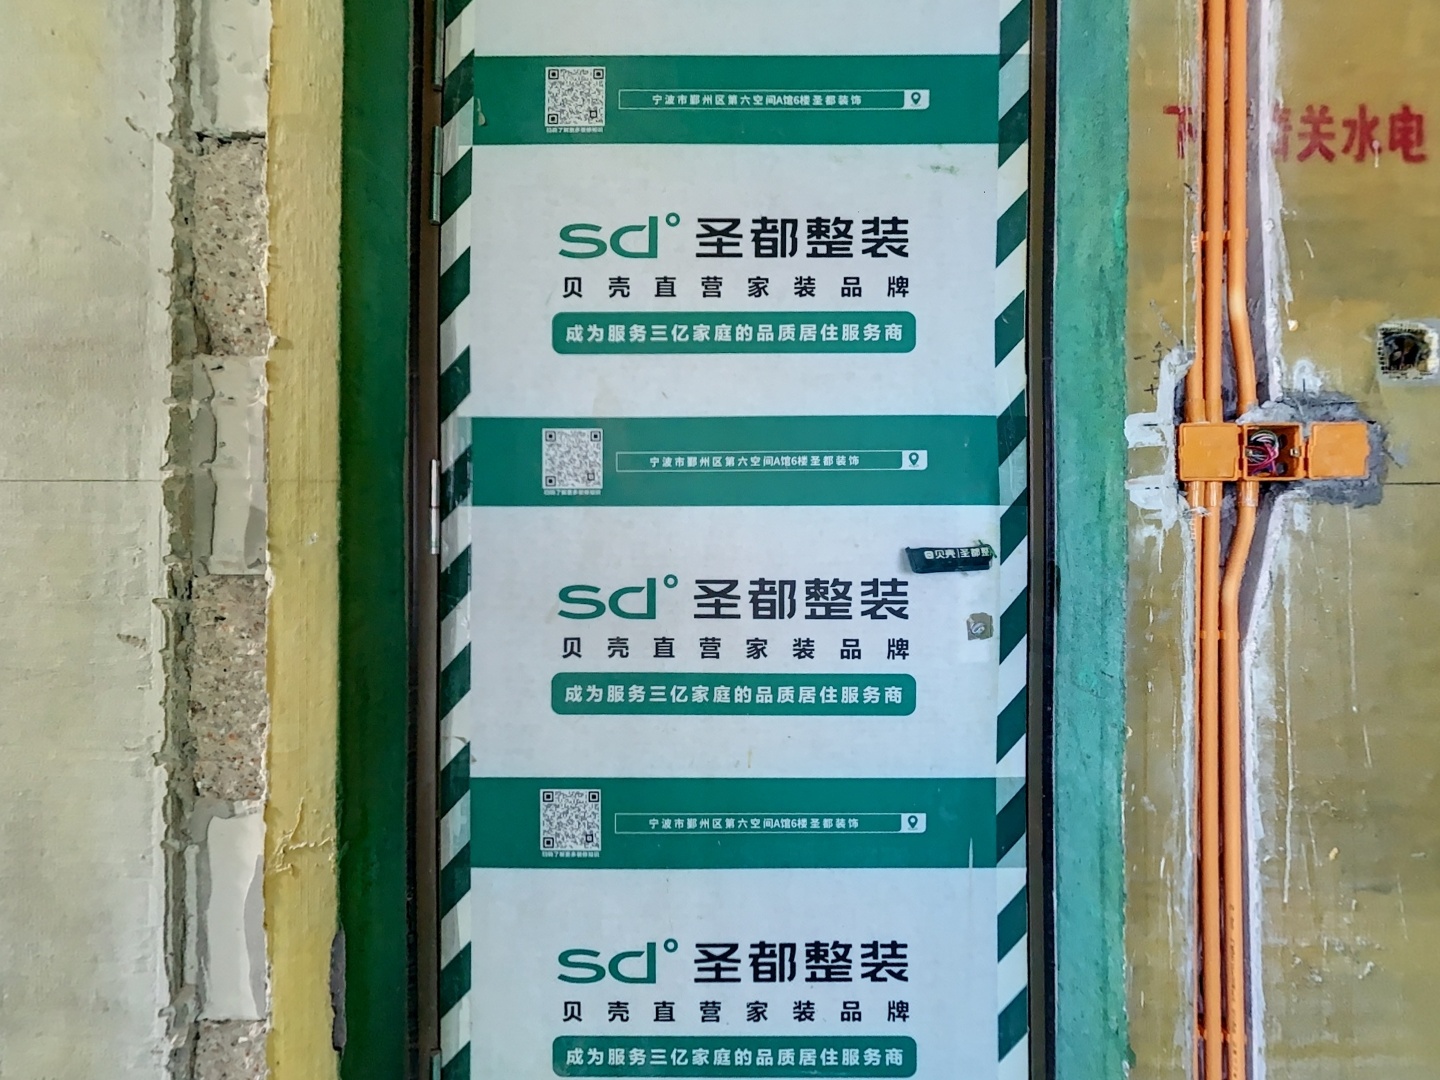 宁波市鄞州区第六空间A馆6楼圣都装饰
sd° 圣都整装
贝壳直营家装品牌
成为服务三亿家庭的品质居住服务商
关水电
宁波市鄞州区第六空间A馆6楼圣都装饰
贝壳|圣都整
sd° 圣都整装
贝壳直营家装品牌
成为服务三亿家庭的品质居住服务商
宁波市鄞州区第六空间A馆6楼圣都装饰
sd° 圣都整装
贝壳直营家装品牌
成为服务三亿家庭的品质居住服务商